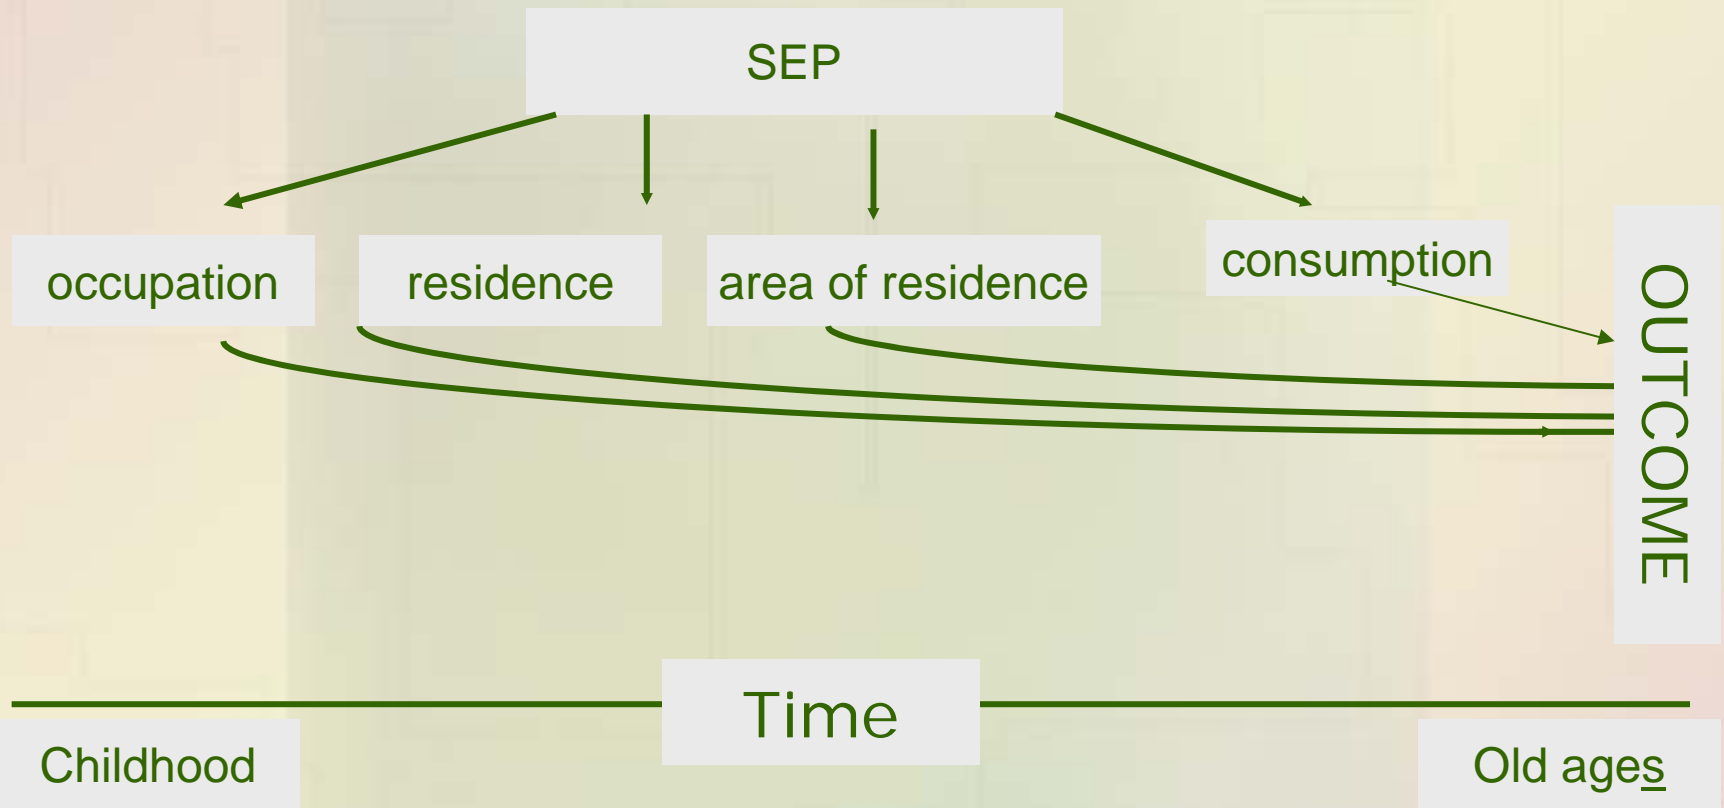 SEP
occupation
residence
area of residence
consumption
OUTCOME
Time
Childhood
Old ages